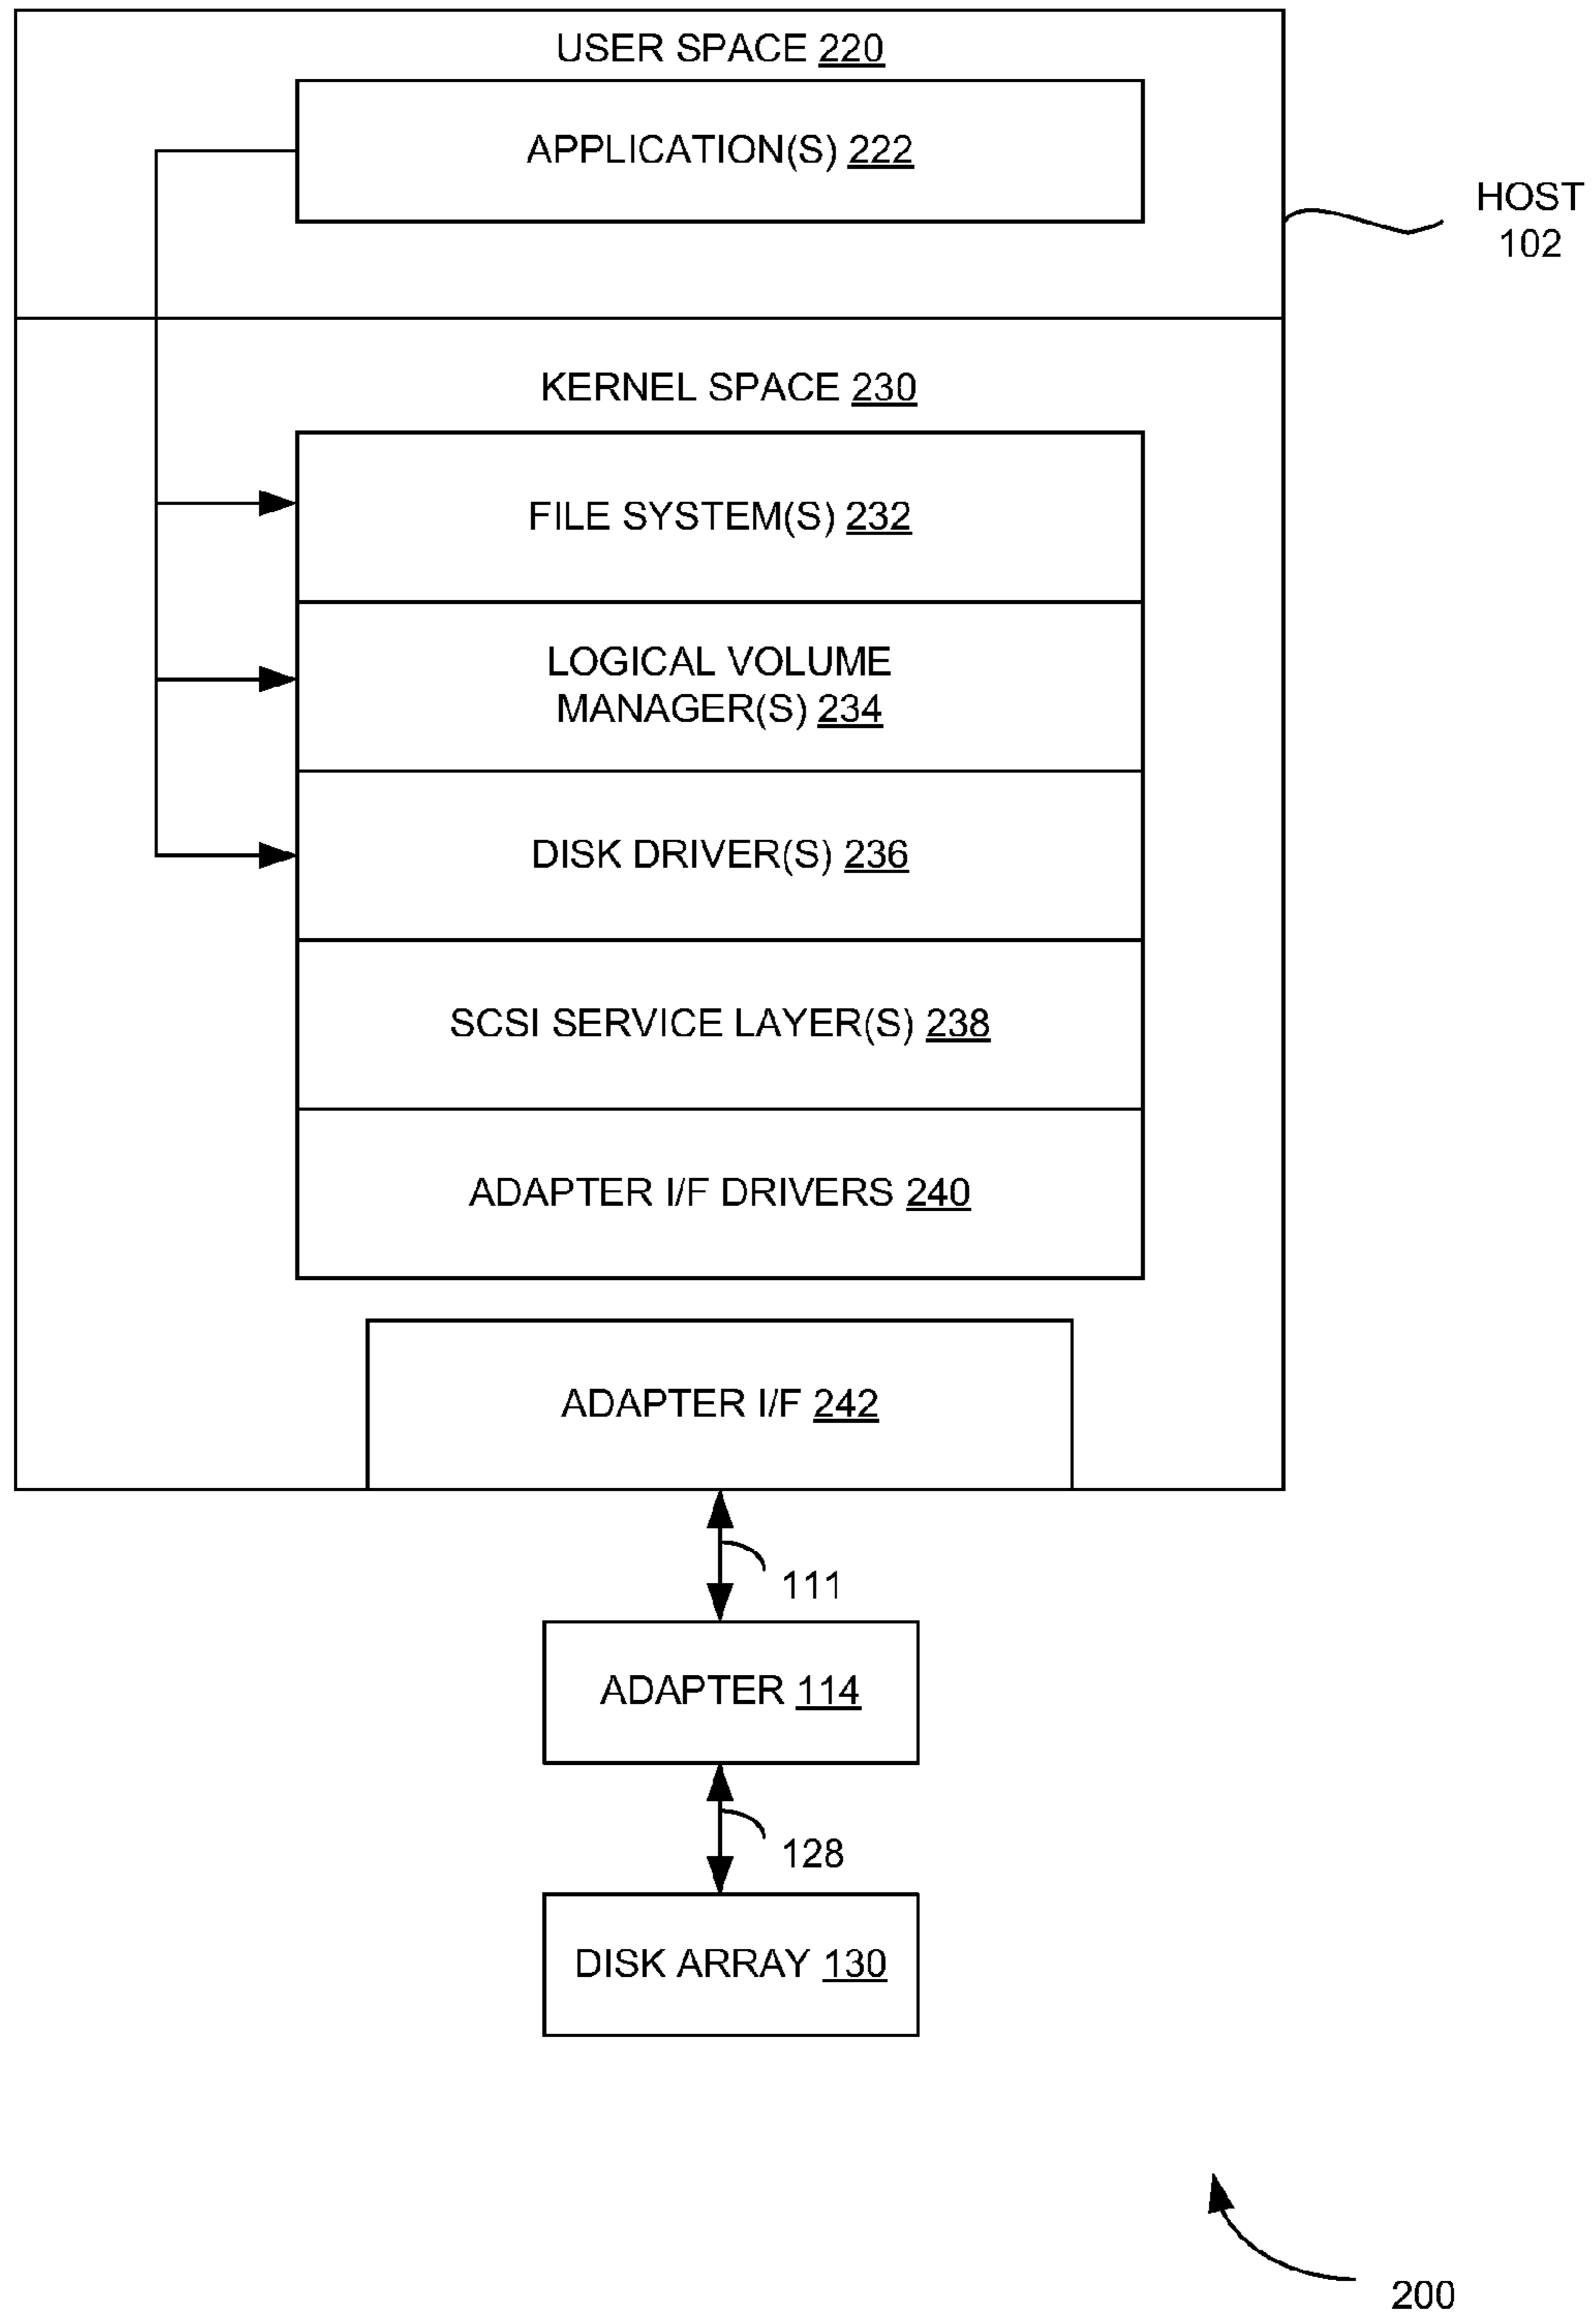 USER SPACE 220
APPLICATION(S) 222
HOST
102
KERNEL SPACE 230
FILE SYSTEM(S) 232
LOGICAL VOLUME
MANAGER(S) 234
DISK DRIVER(S) 236
SCSI SERVICE LAYER(S) 238
ADAPTER I/F DRIVERS 240
ADAPTER I/F 242
111
ADAPTER 114
128
DISK ARRAY 130
200